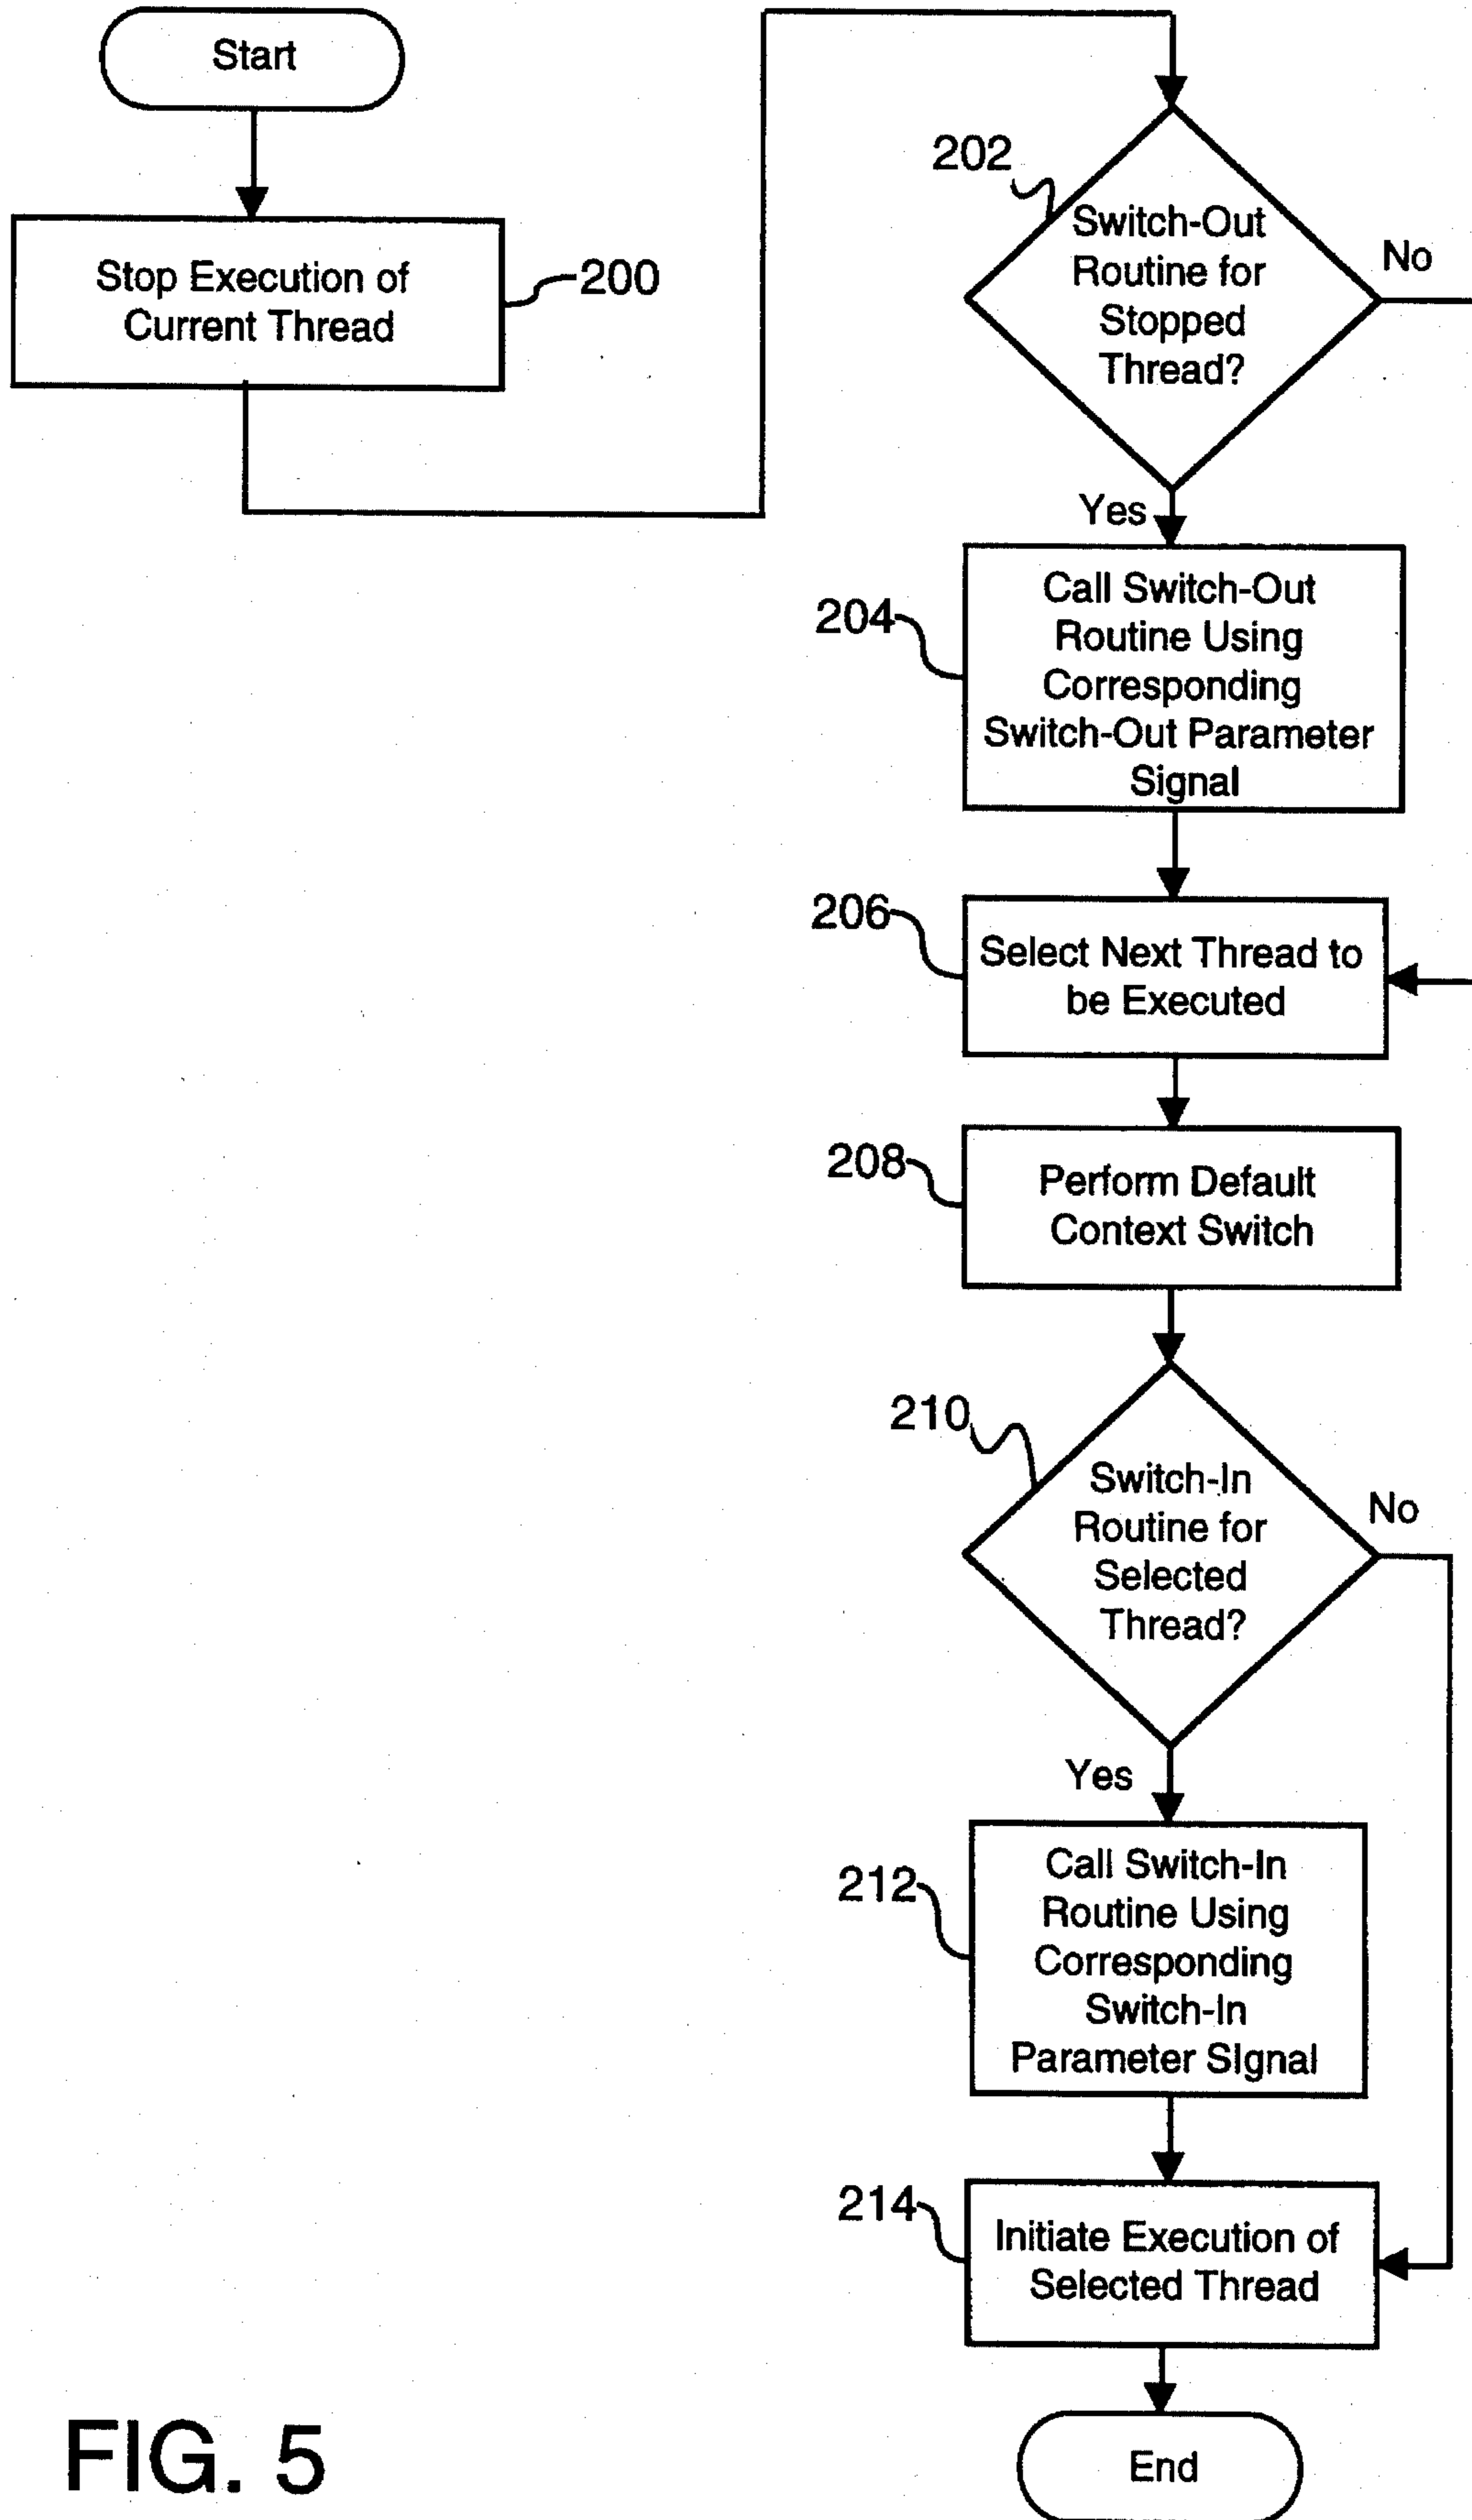 Start
Stop Execution of
Current Thread
200
202
Switch-Out
Routine for
Stopped
Thread?
No
Yes
204
Call Switch-Out
Routine Using
Corresponding
Switch-Out Parameter
Signal
206
Select Next Thread to
be Executed
208
Perform Default
Context Switch
210
Switch-In
Routine for
Selected
Thread?
No
Yes
212
Call Switch-In
Routine Using
Corresponding
Switch-In
Parameter SIgnal
214
Initiate Execution of
Selected Thread
End
FIG. 5